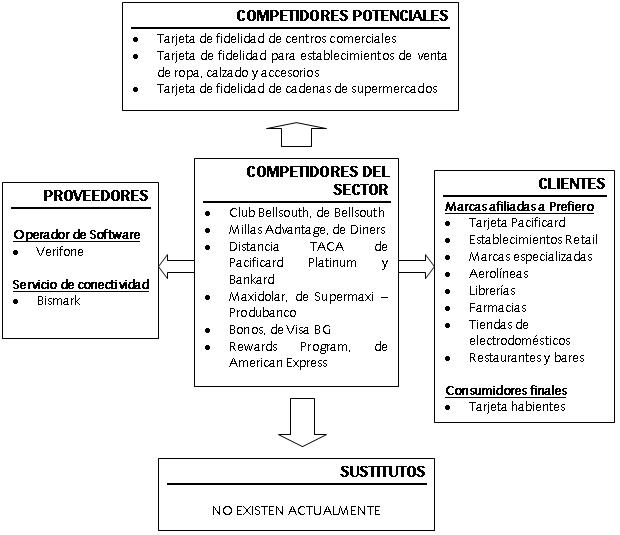 COMPETIDORES POTENCIALES
• Tarjeta de fidelidad de centros comerciales
• Tarjeta de fidelidad para establecimientos de venta
de ropa, calzado y accesorios
• Tarjeta de fidelidad de cadenas de supermercados
PROVEEDORES
Operador de Software
• Verifone
Servicio de conectividad
• Bismark
COMPETIDORES DEL
SECTOR
• Club Bellsouth, de Bellsouth
• Millas Advantage, de Diners
• Distancia TACA de
Pacificard Platinum y
Bankard
• Maxidolar, de Supermaxi –
Produbanco
• Bonos, de Visa BG
• Rewards Program, de
American Express
CLIENTES
Marcas afiliadas a Prefiero
• Tarjeta Pacificard
• Establecimientos Retail
• Marcas especializadas
• Aerolíneas
• Librerías
• Farmacias
• Tiendas de
electrodomésticos
• Restaurantes y bares
Consumidores finales
• Tarjeta habientes
SUSTITUTOS
NO EXISTEN ACTUALMENTE